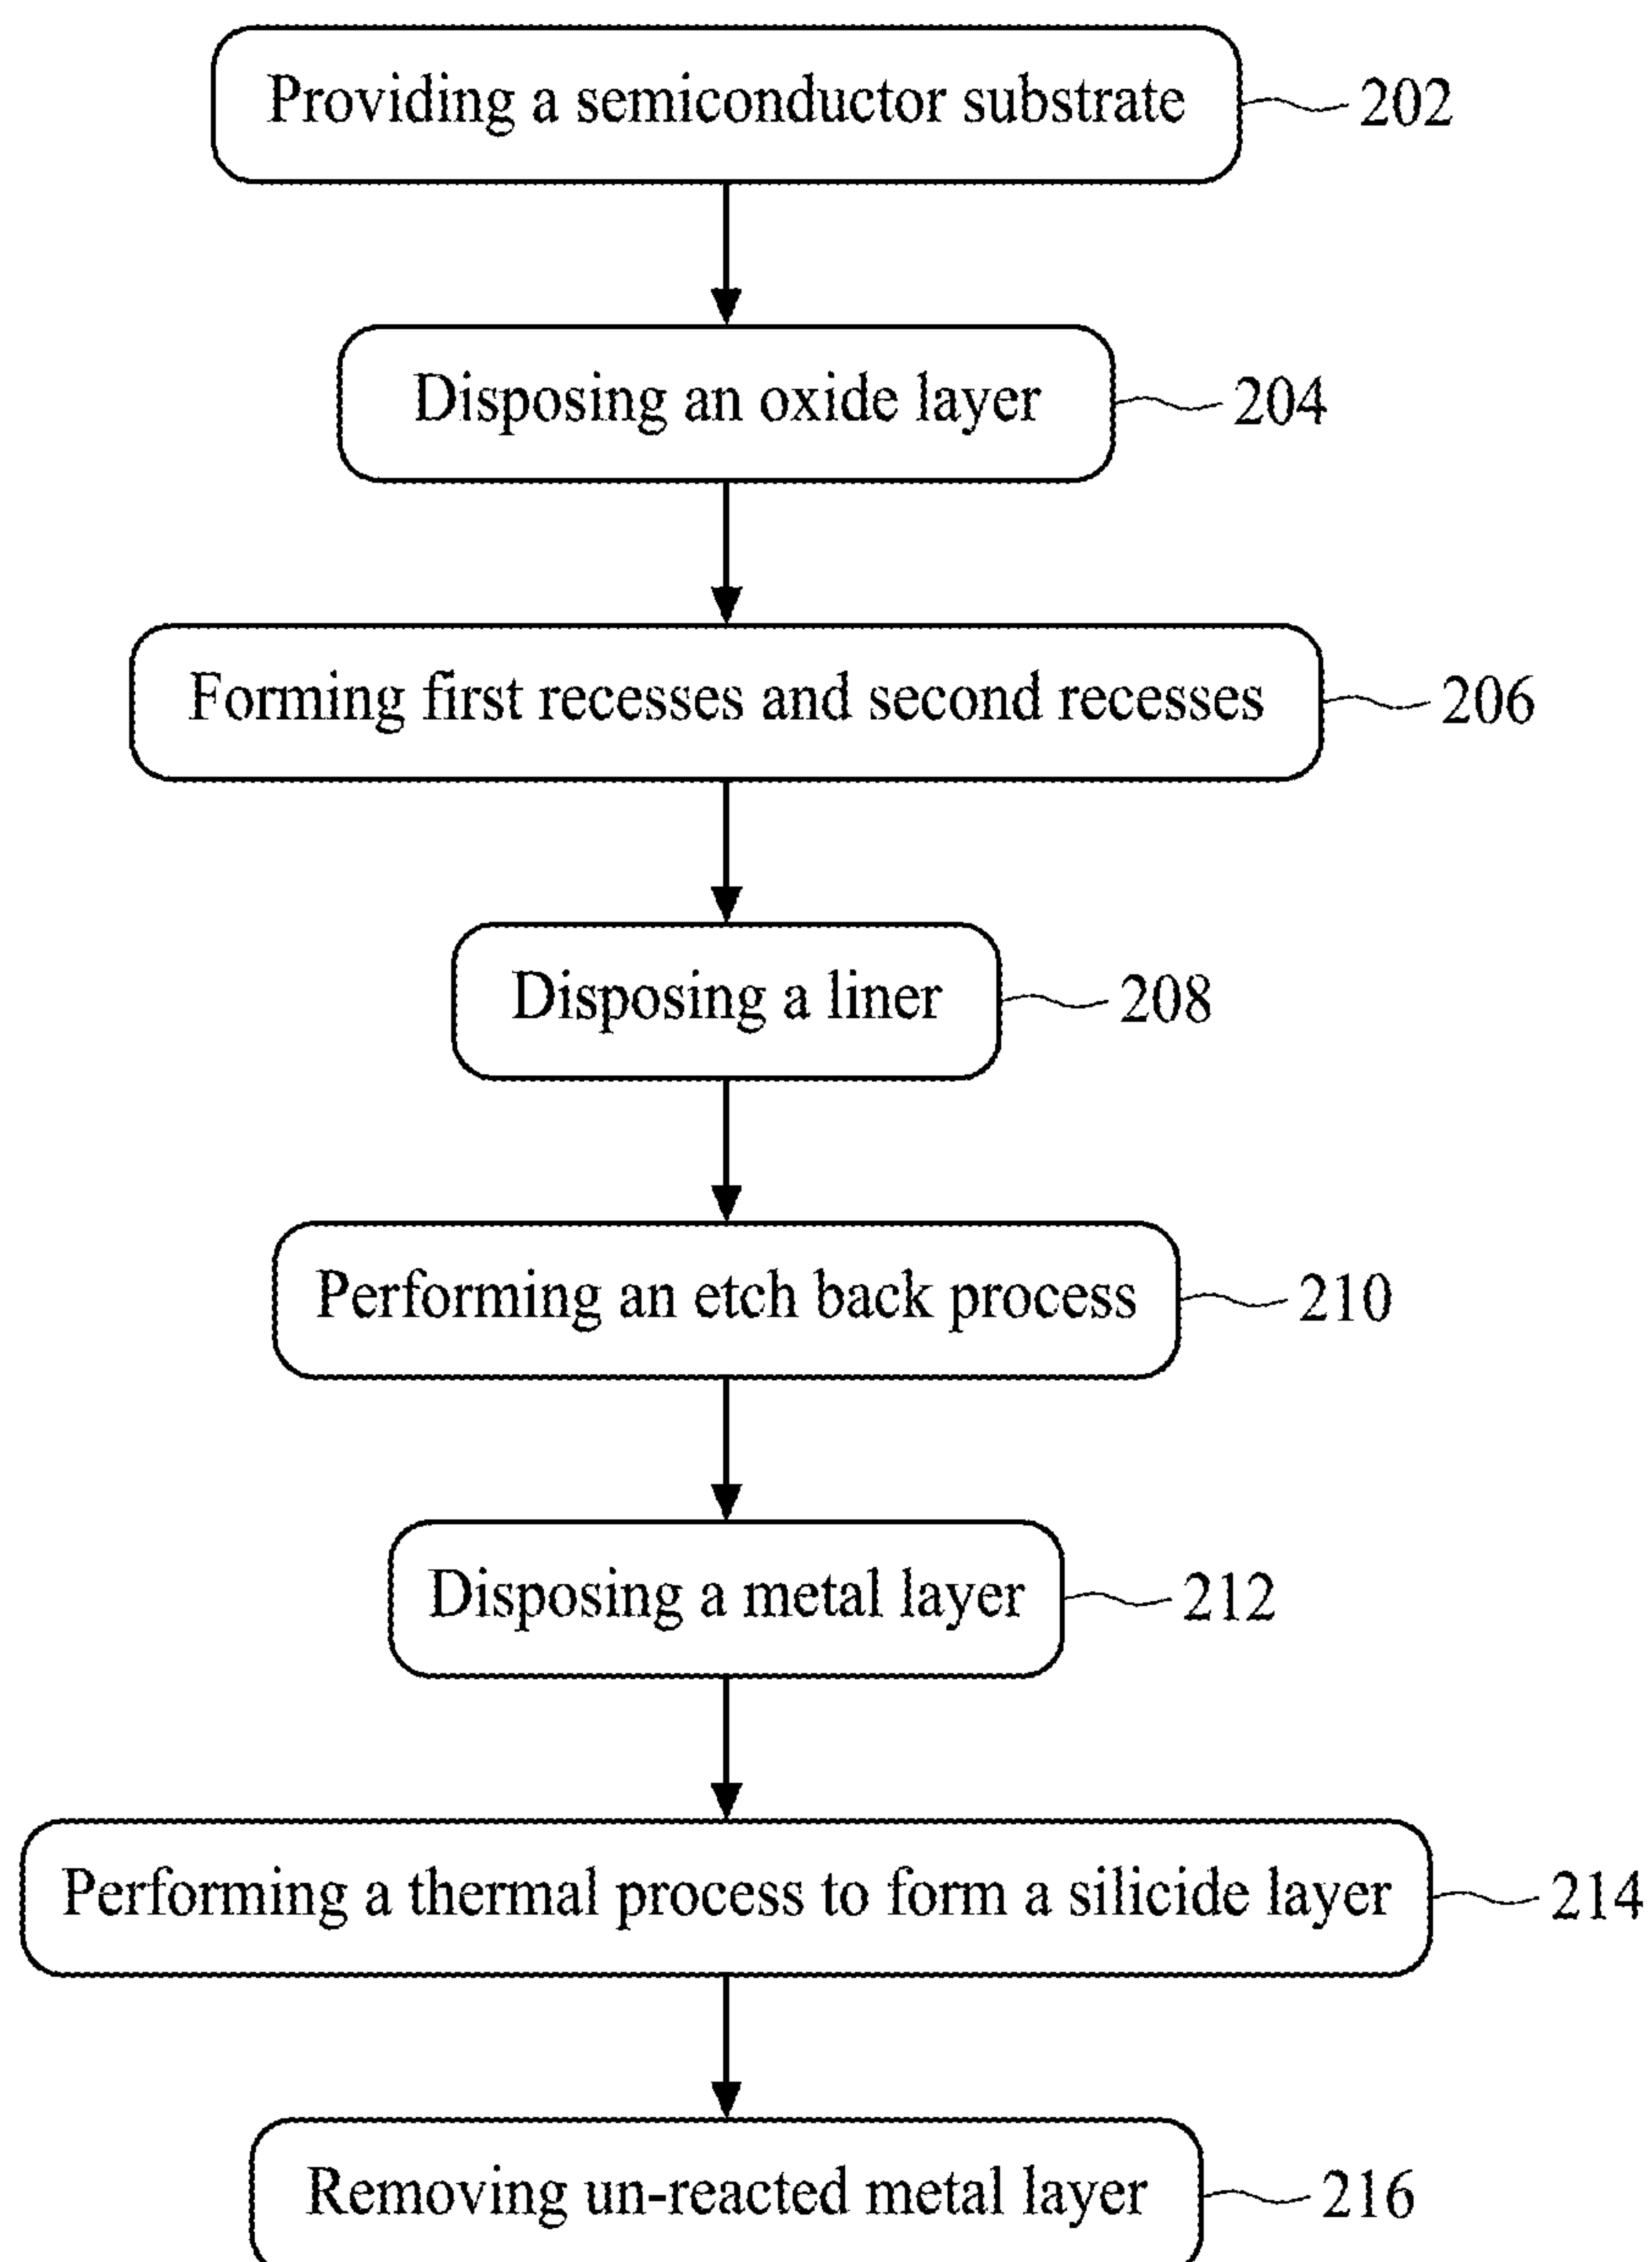 Providing a semiconductor substrate 202
Disposing an oxide layer 204
Forming first recesses and second recesses 206
Disposing a liner 208
Performing an etch back process 210
Disposing a metal layer 212
Performing a thermal process to form a silicide layer 214
Removing un-reacted metal layer 216